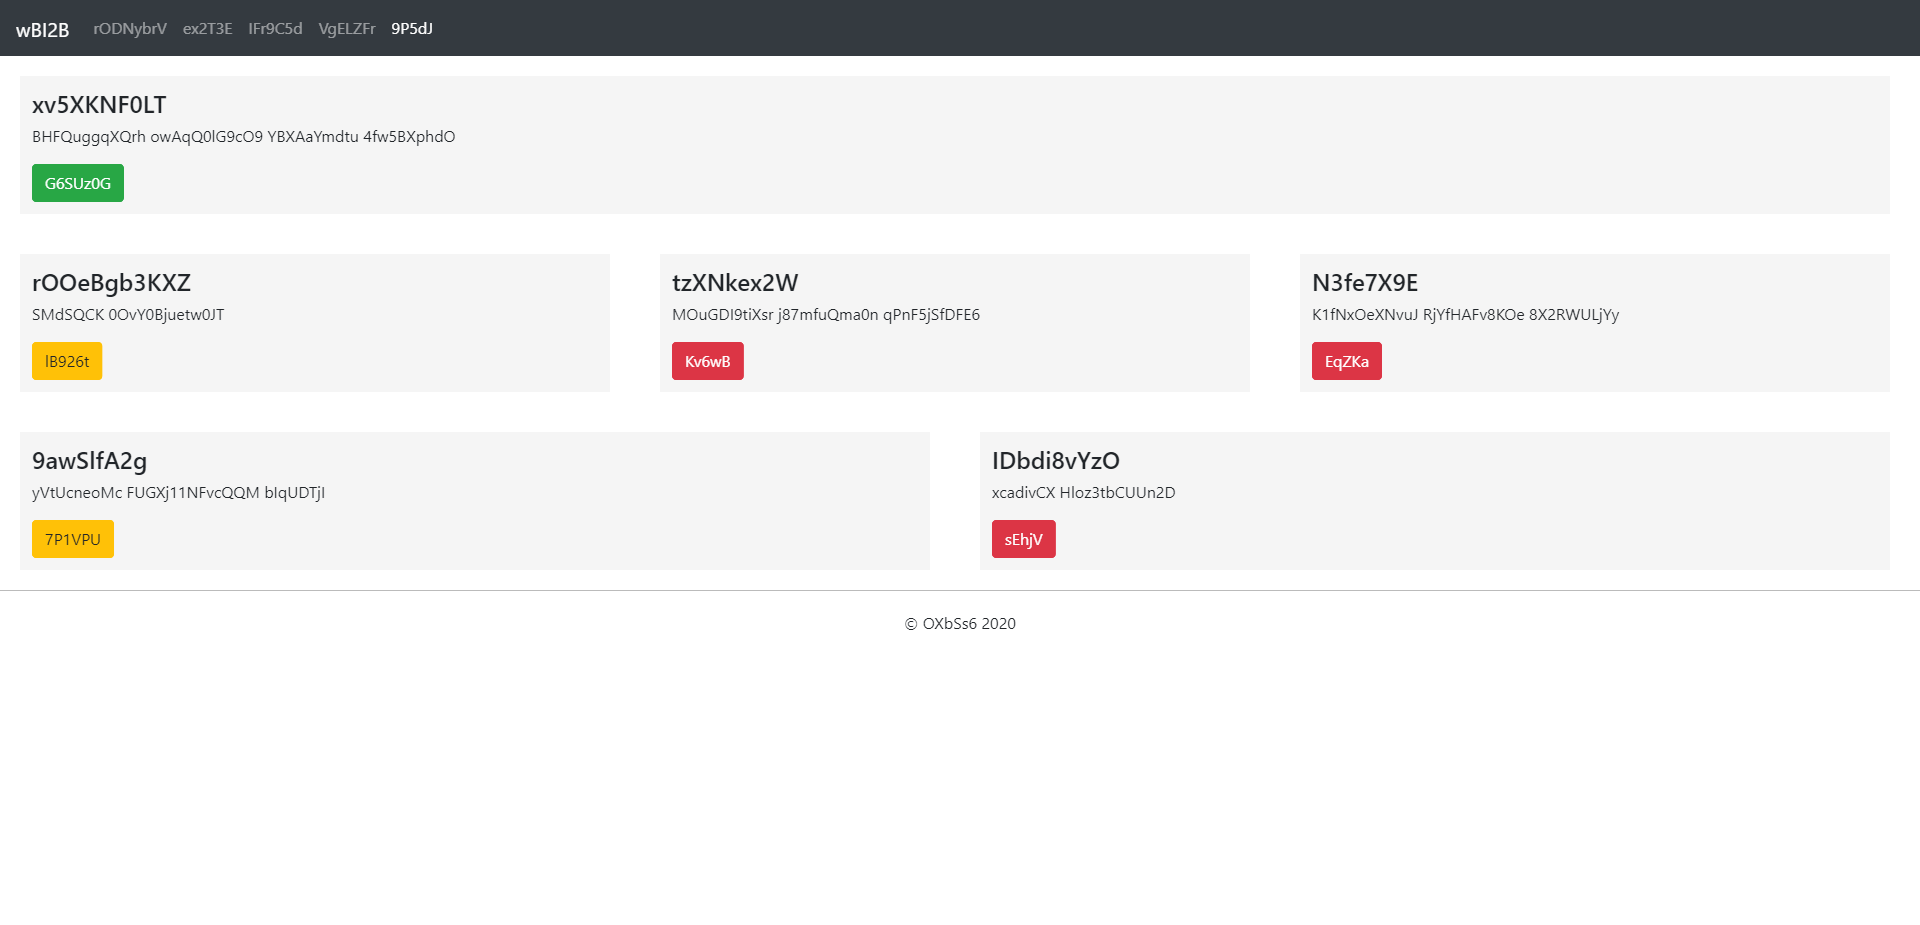 wBI2B rODNybrV ex2T3E IFr9C5d VgELZFr 9P5dJ
xv5XKNF0LT
BHFQuggqXQrh owAqQ0lG9cO9 YBXAaYmdtu 4fw5BXphdO
G6SUz0G
rOOeBgb3KXZ
SMdSQCK 0OvY0Bjuetw0JT
lB926t
tzXNkex2W
MOuGDI9tiXsr j87mfuQma0n qPnF5jSfDFE6
Kv6wB
N3fe7X9E
K1fNxOeXNvuJ RjYfHAFv8KOe 8X2RWULjYy
EqZKa
9awSlfA2g
yVtUcneoMc FUGXj11NFvcQQM bIqUDTjI
7P1VPU
IDbdi8vYzO
xcadivCX Hloz3tbCUUn2D
sEhjV
© OXbSs6 2020